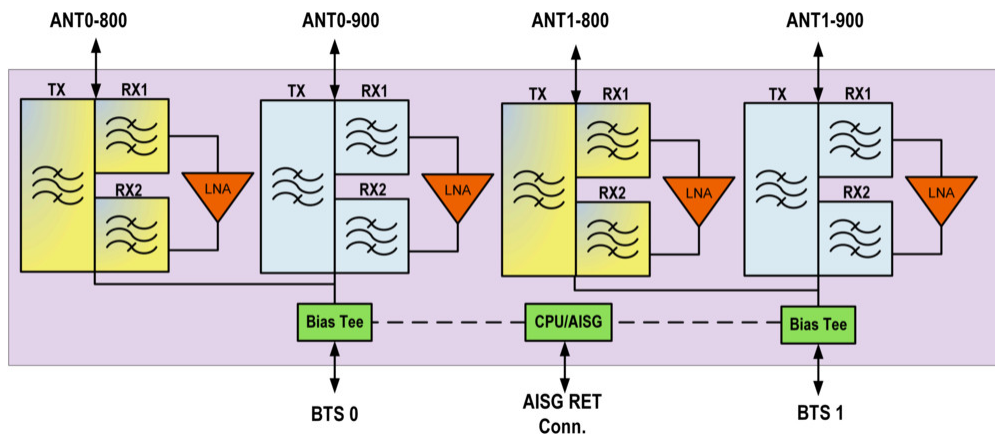 ANT0-800
ANT0-900
ANT1-800
ANT1-900
TX
RX1
TX
RX1
TX
RX1
TX
RX1
LNA
LNA
LNA
LNA
RX2
RX2
RX2
RX2
Bias Tee
CPU/AISG
Bias Tee
BTS 0
AISG RET
Conn.
BTS 1